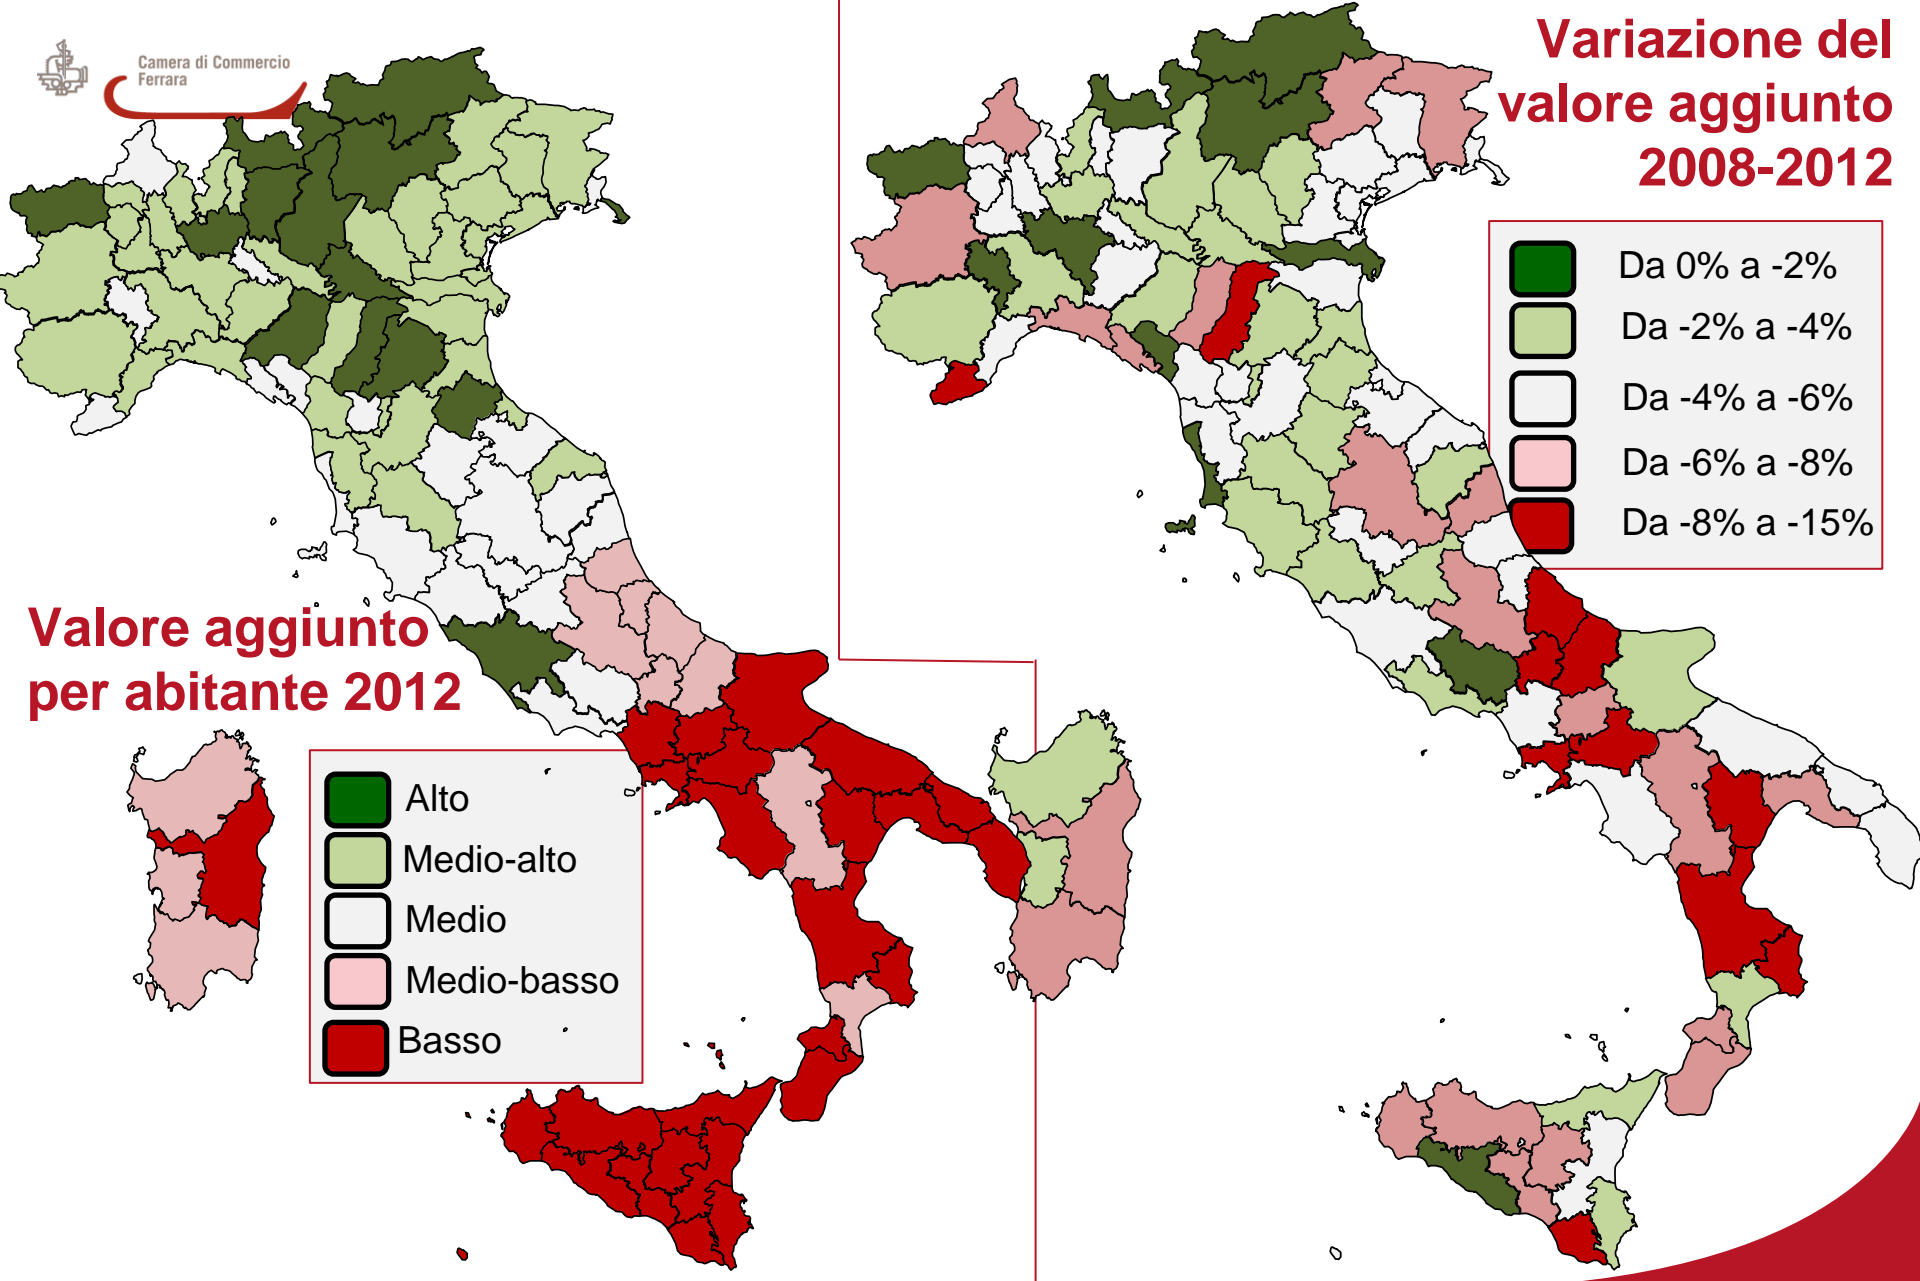 Camera di Commercio
Ferrara
Valore aggiunto
per abitante 2012
Alto
Medio-alto
Medio
Medio-basso
Basso
Variazione del
valore aggiunto
2008-2012
Da 0% a -2%
Da -2% a -4%
Da -4% a -6%
Da -6% a -8%
Da -8% a -15%